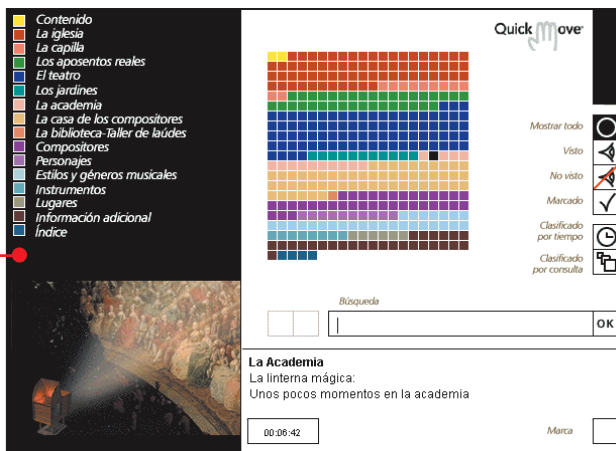 Contenido
La iglesia
La capilla
Los aposentos reales
El teatro
Los jardines
La academia
La casa de los compositores
La biblioteca-Taller de laúdes
Compositores
Personajes
Estilos y géneros musicales
Instrumentos
Lugares
Información adicional
Índice
Quick move
Mostrar todo
Visto
No visto
Marcado
Clasificado
por tiempo
Clasificado
por consulta
Búsqueda
OK
La Academia
La linterna mágica:
Unos pocos momentos en la academia
00:06:42
Marca